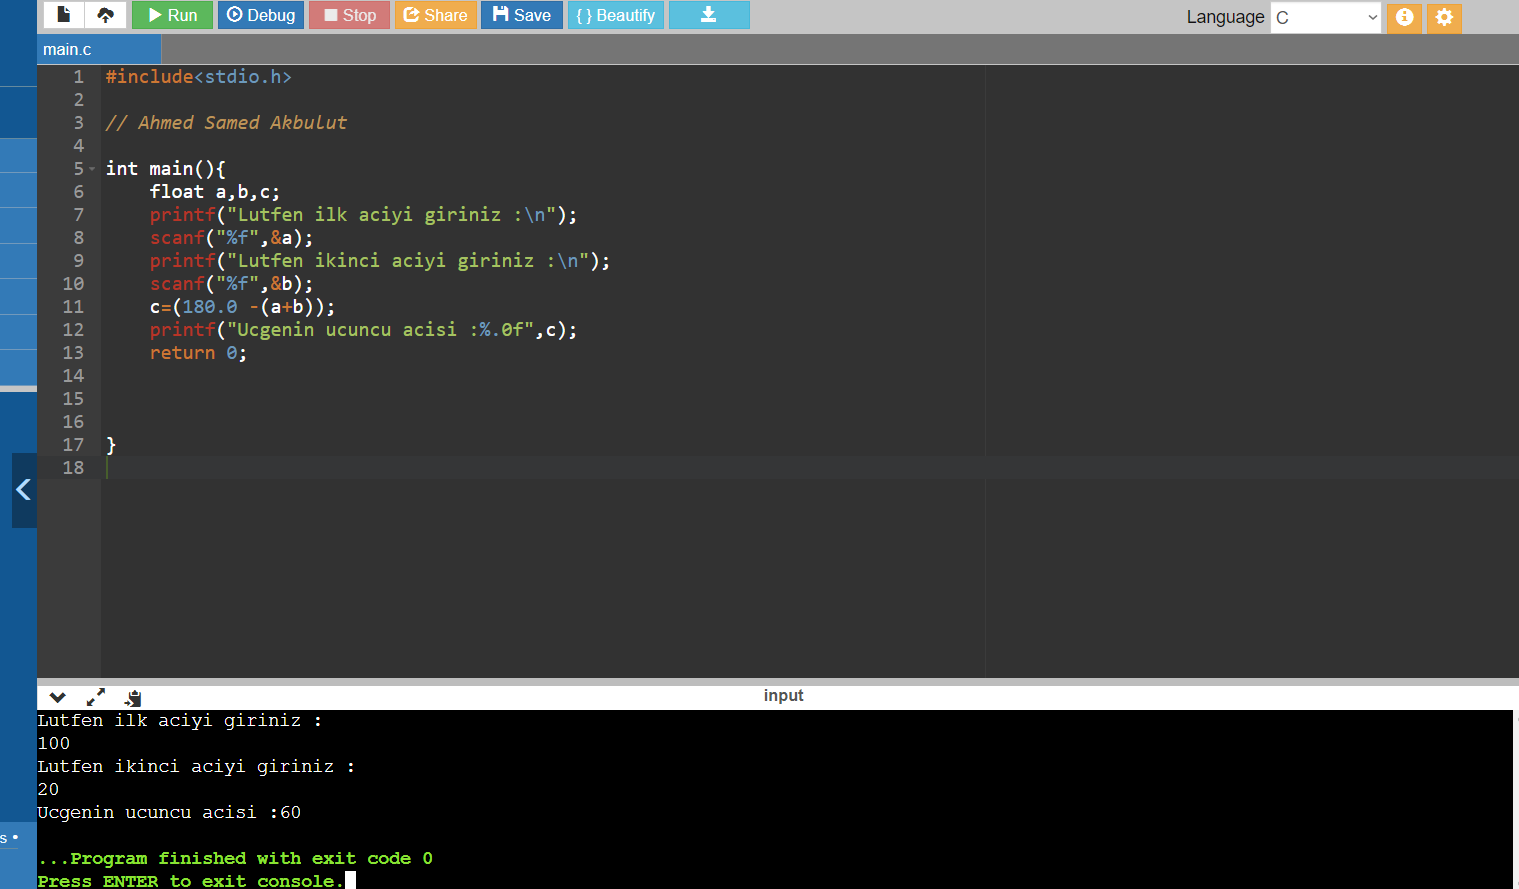 Run Debug Stop Share Save { } Beautify Language C
main.c
1 #include<stdio.h>
2
3 // Ahmed Samed Akbulut
4
5 int main(){
6 float a,b,c;
7 printf("Lutfen ilk aciyi giriniz :\n");
8 scanf("%f",&a);
9 printf("Lutfen ikinci aciyi giriniz :\n");
10 scanf("%f",&b);
11 c=(180.0 -(a+b));
12 printf("Ucgenin ucuncu acisi :%.0f",c);
13 return 0;
14
15
16
17 }
18
input
Lutfen ilk aciyi giriniz :
100
Lutfen ikinci aciyi giriniz :
20
Ucgenin ucuncu acisi :60
s •
...Program finished with exit code 0
Press ENTER to exit console.